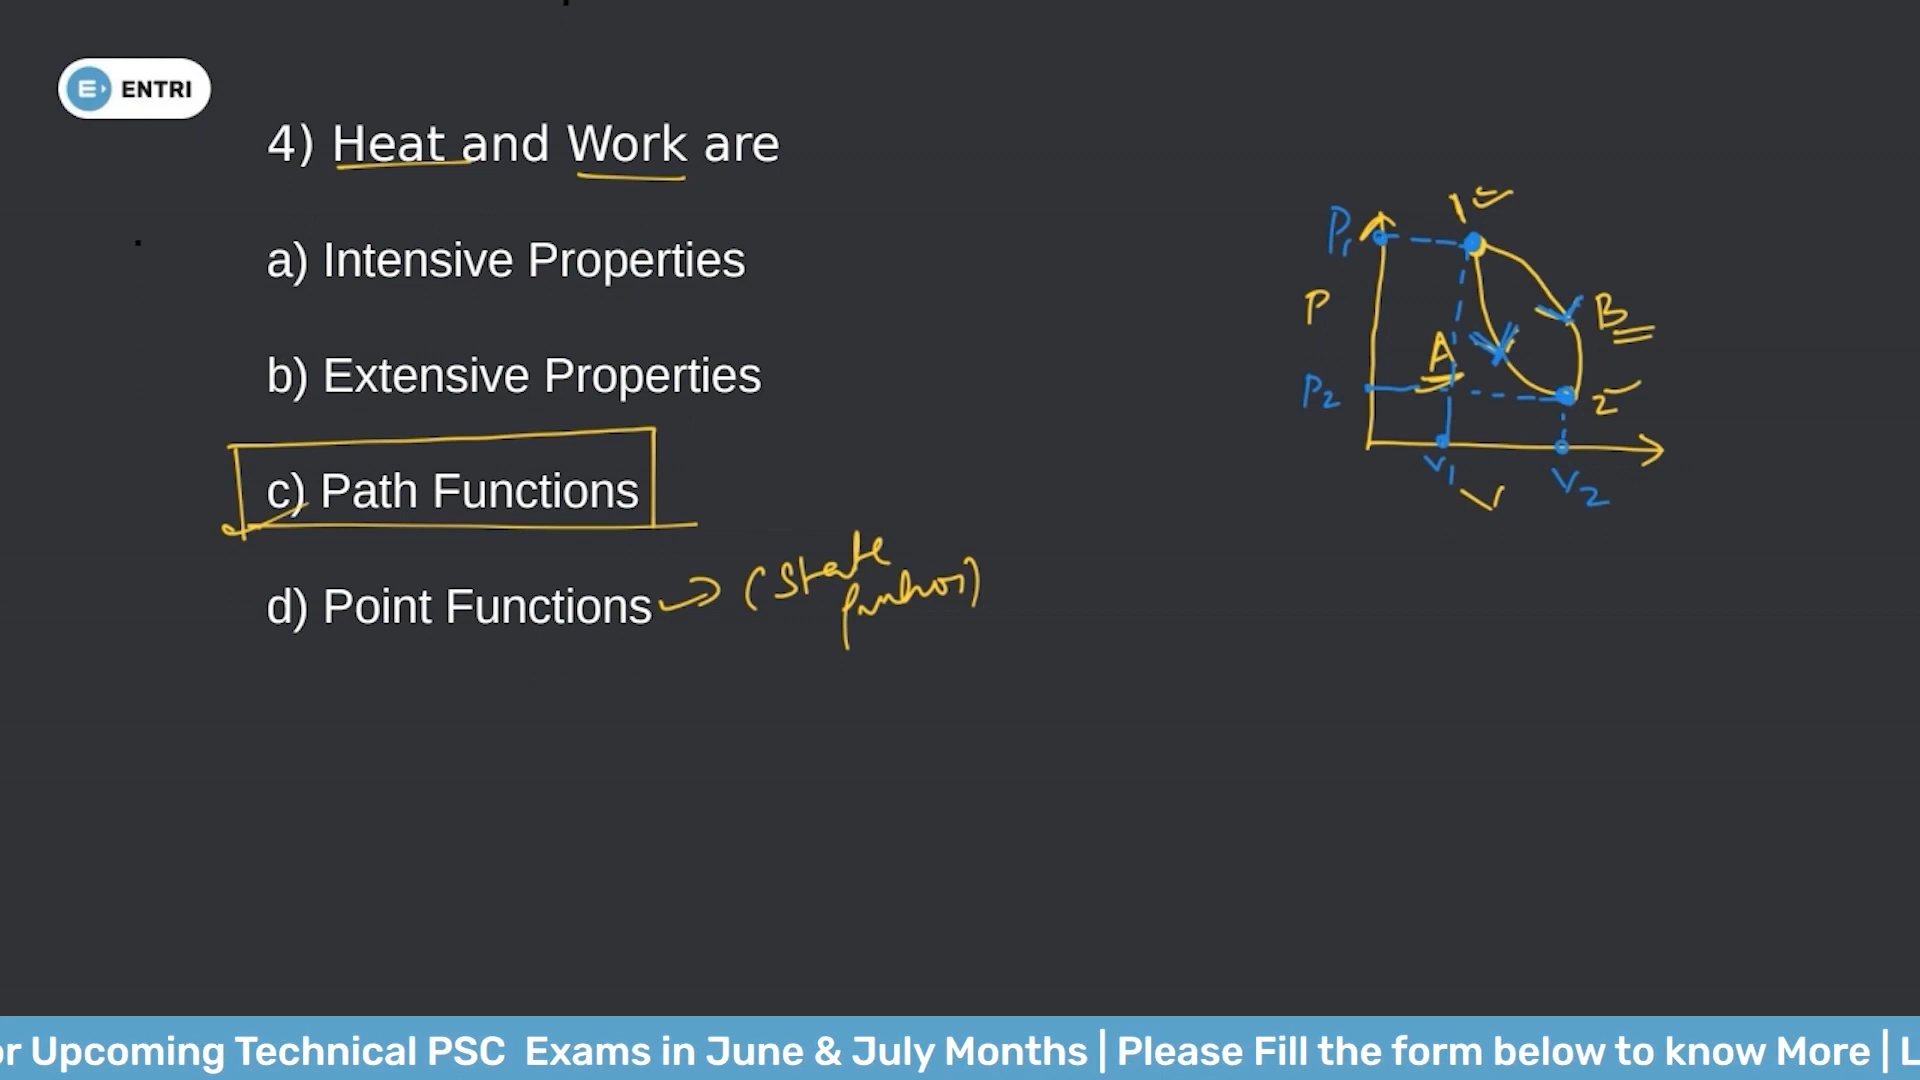 ENTRI
4) Heat and Work are
a) Intensive Properties
b) Extensive Properties
c) Path Functions
d) Point Functions → (State
function)
1
P1
P
B
A
P2
2
V1
V
V2
or Upcoming Technical PSC Exams in June & July Months | Please Fill the form below to know More | L